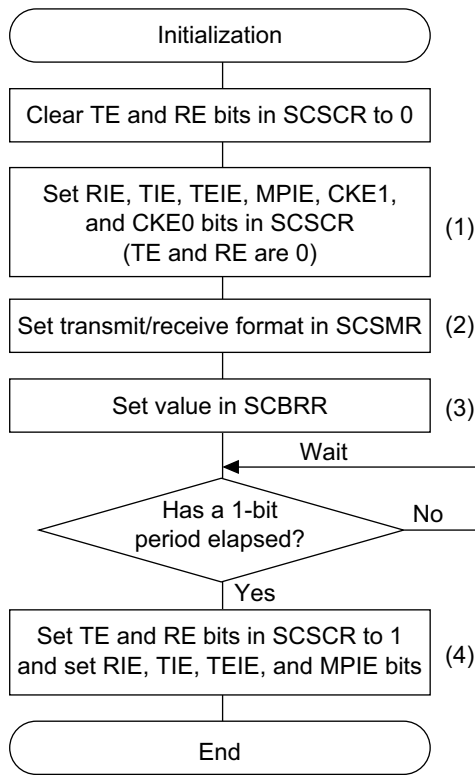 Initialization
Clear TE and RE bits in SCSCR to 0
Set RIE, TIE, TEIE, MPIE, CKE1,
and CKE0 bits in SCSCR
(TE and RE are 0)
(1)
Set transmit/receive format in SCSMR
(2)
Set value in SCBRR
(3)
Wait
Has a 1-bit
period elapsed?
No
Yes
Set TE and RE bits in SCSCR to 1
and set RIE, TIE, TEIE, and MPIE bits
(4)
End